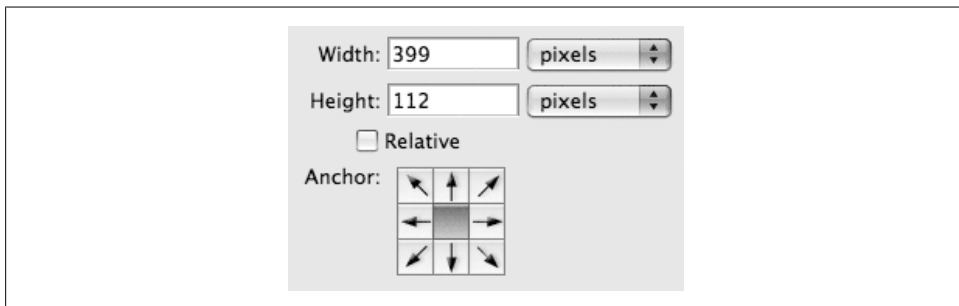 Width: 399 pixels
Height: 112 pixels
Relative
Anchor: